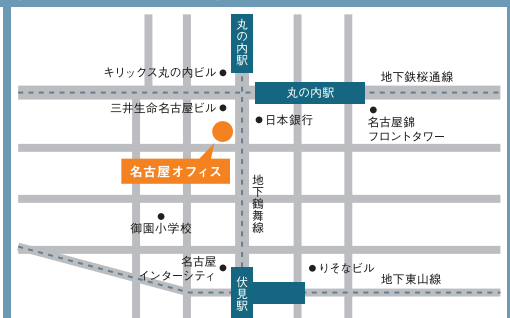 丸の内駅
キリックス丸の内ビル
地下鉄桜通線
丸の内駅
三井生命名古屋ビル
日本銀行
名古屋錦
フロントタワー
名古屋オフィス
地下鶴舞線
御園小学校
名古屋
インターシティ
りそなビル
地下東山線
伏見駅